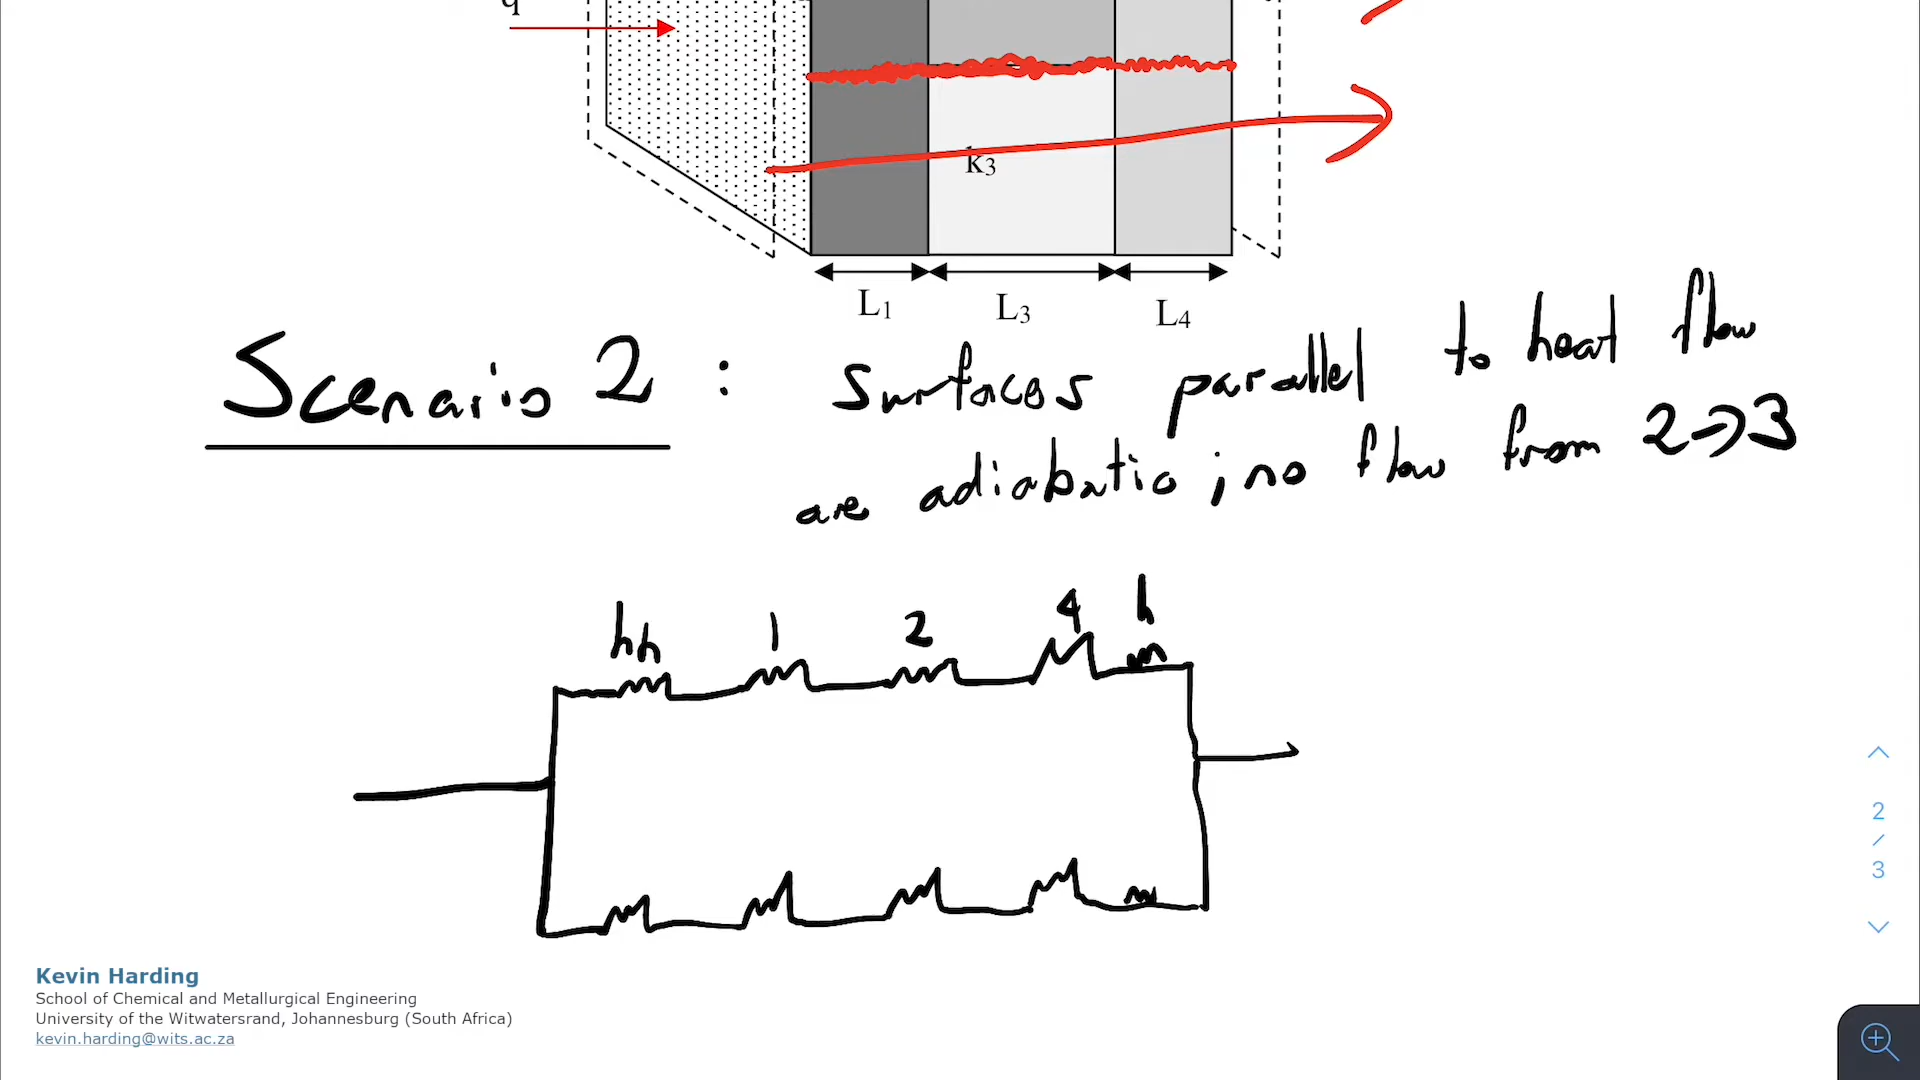 q
k3
L1 L3 L4
Scenario 2 : Surfaces parallel to heat flow
are adiabatic ; no flow from 2→3
hh 1 2 4 h
2
/
3
Kevin Harding
School of Chemical and Metallurgical Engineering
University of the Witwatersrand, Johannesburg (South Africa)
kevin.harding@wits.ac.za